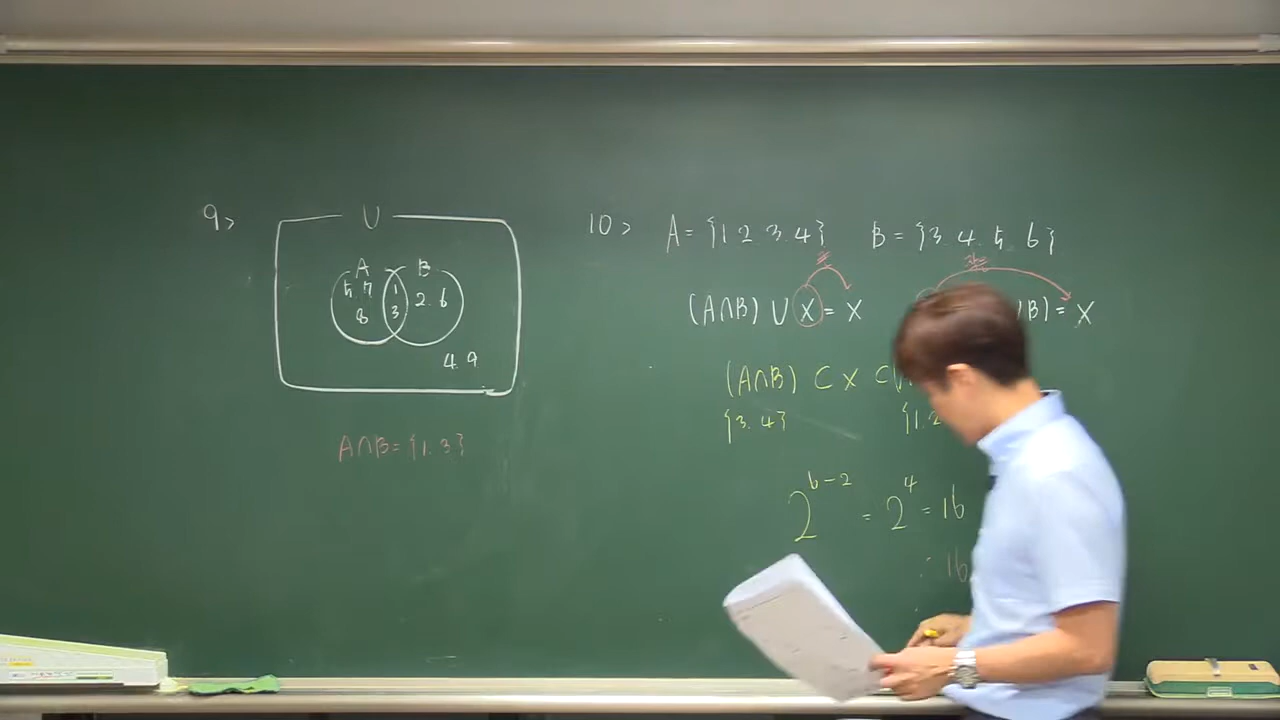 9>
U
A B
5. 7. 1 2. 6
8 3
4. 9
A∩B = {1. 3}
10> A = {1 2. 3. 4} B = {3. 4. 5. 6}
(A∩B) ∪ X = X
B) = X
(A∩B) ⊂ X ⊂
{3. 4} {1. 2
2^{6-2} = 2^4 = 16
∴ 16